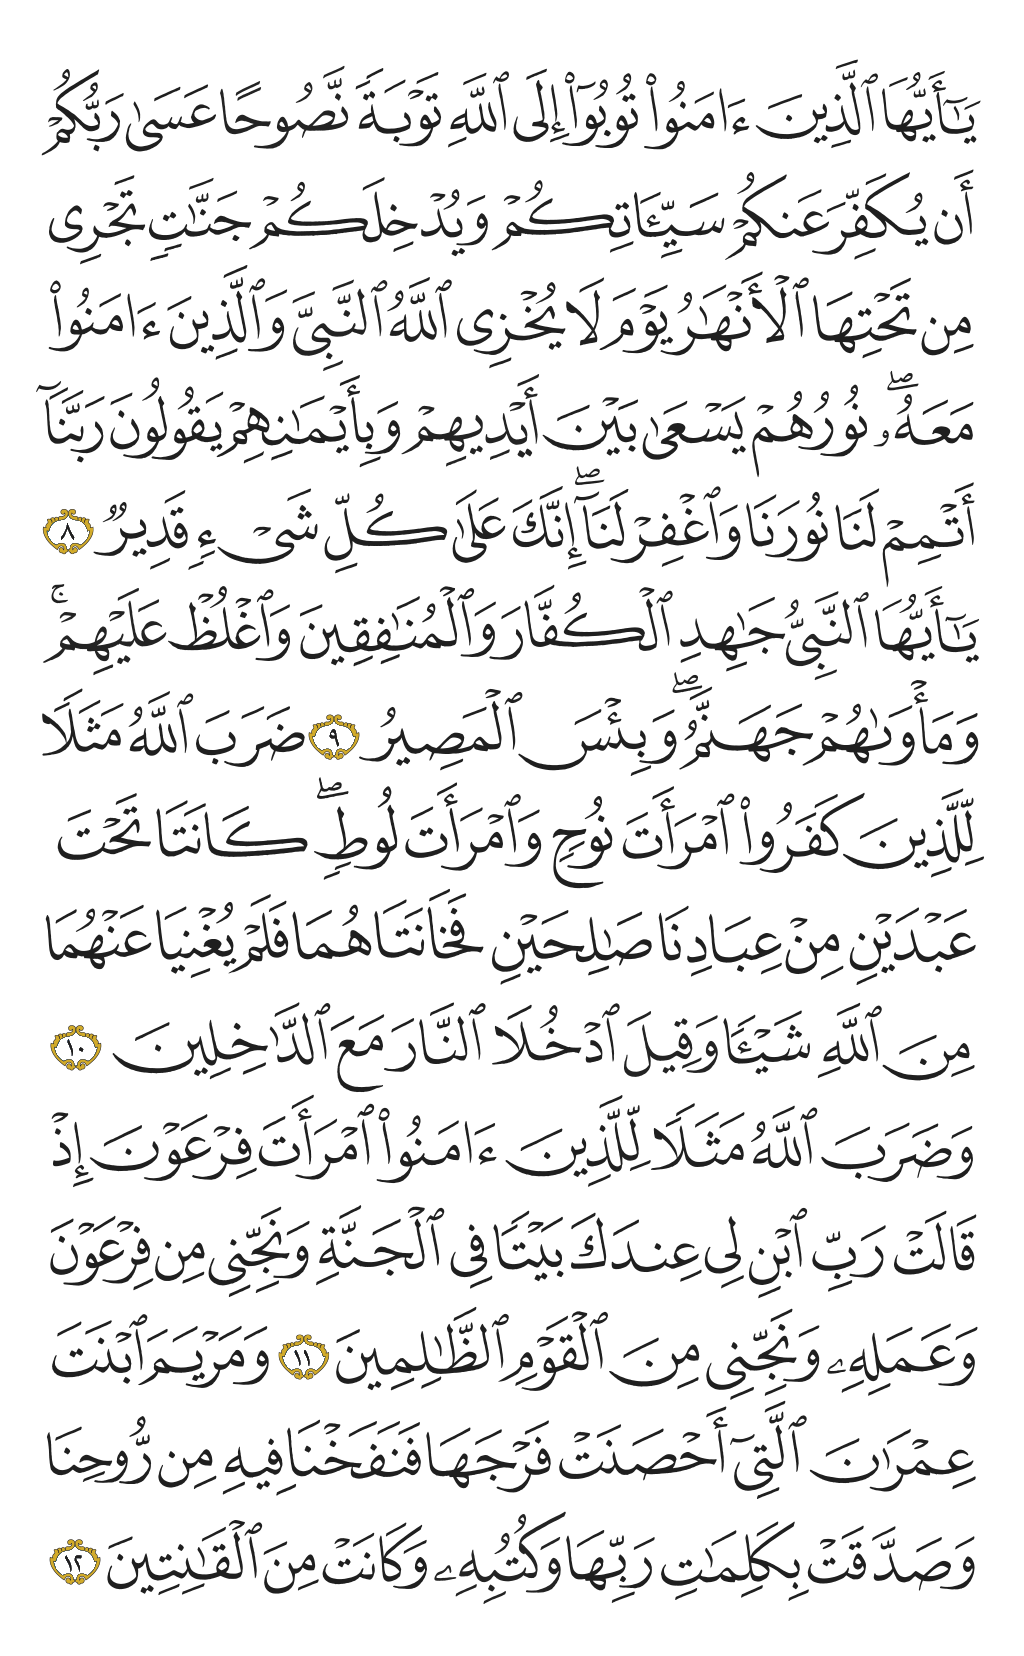 يَٰٓأَيُّهَا ٱلَّذِينَ ءَامَنُوا۟ تُوبُوٓا۟ إِلَى ٱللَّهِ تَوْبَةً نَّصُوحًا عَسَىٰ رَبُّكُمْ
أَن يُكَفِّرَ عَنكُمْ سَيِّـَٔاتِكُمْ وَيُدْخِلَكُمْ جَنَّٰتٍ تَجْرِى
مِن تَحْتِهَا ٱلْأَنْهَٰرُ يَوْمَ لَا يُخْزِى ٱللَّهُ ٱلنَّبِىَّ وَٱلَّذِينَ ءَامَنُوا۟
مَعَهُۥۖ نُورُهُمْ يَسْعَىٰ بَيْنَ أَيْدِيهِمْ وَبِأَيْمَٰنِهِمْ يَقُولُونَ رَبَّنَآ
أَتْمِمْ لَنَا نُورَنَا وَٱغْفِرْ لَنَآۖ إِنَّكَ عَلَىٰ كُلِّ شَىْءٍ قَدِيرٌ ٨
يَٰٓأَيُّهَا ٱلنَّبِىُّ جَٰهِدِ ٱلْكُفَّارَ وَٱلْمُنَٰفِقِينَ وَٱغْلُظْ عَلَيْهِمْۚ
وَمَأْوَىٰهُمْ جَهَنَّمُۖ وَبِئْسَ ٱلْمَصِيرُ ٩ ضَرَبَ ٱللَّهُ مَثَلًا
لِّلَّذِينَ كَفَرُوا۟ ٱمْرَأَتَ نُوحٍ وَٱمْرَأَتَ لُوطٍۖ كَانَتَا تَحْتَ
عَبْدَيْنِ مِنْ عِبَادِنَا صَٰلِحَيْنِ فَخَانَتَاهُمَا فَلَمْ يُغْنِيَا عَنْهُمَا
مِنَ ٱللَّهِ شَيْـًٔا وَقِيلَ ٱدْخُلَا ٱلنَّارَ مَعَ ٱلدَّٰخِلِينَ ١٠
وَضَرَبَ ٱللَّهُ مَثَلًا لِّلَّذِينَ ءَامَنُوا۟ ٱمْرَأَتَ فِرْعَوْنَ إِذْ
قَالَتْ رَبِّ ٱبْنِ لِى عِندَكَ بَيْتًا فِى ٱلْجَنَّةِ وَنَجِّنِى مِن فِرْعَوْنَ
وَعَمَلِهِۦ وَنَجِّنِى مِنَ ٱلْقَوْمِ ٱلظَّٰلِمِينَ ١١ وَمَرْيَمَ ٱبْنَتَ
عِمْرَٰنَ ٱلَّتِىٓ أَحْصَنَتْ فَرْجَهَا فَنَفَخْنَا فِيهِ مِن رُّوحِنَا
وَصَدَّقَتْ بِكَلِمَٰتِ رَبِّهَا وَكُتُبِهِۦ وَكَانَتْ مِنَ ٱلْقَٰنِتِينَ ١٢